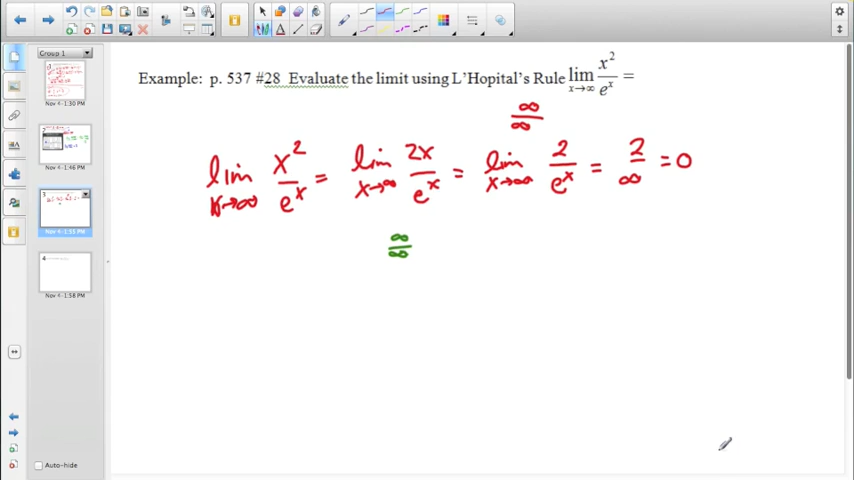 Group 1
Nov 4-1:30 PM
Nov 4-1:46 PM
3
Nov 4-1:55 PM
4
Nov 4-1:58 PM
Auto-hide
Example: p. 537 #28 Evaluate the limit using L'Hopital's Rule lim x→∞ x²/eˣ =
∞/∞
lim x→∞ x²/eˣ = lim x→∞ 2x/eˣ = lim x→∞ 2/eˣ = 2/∞ = 0
∞/∞